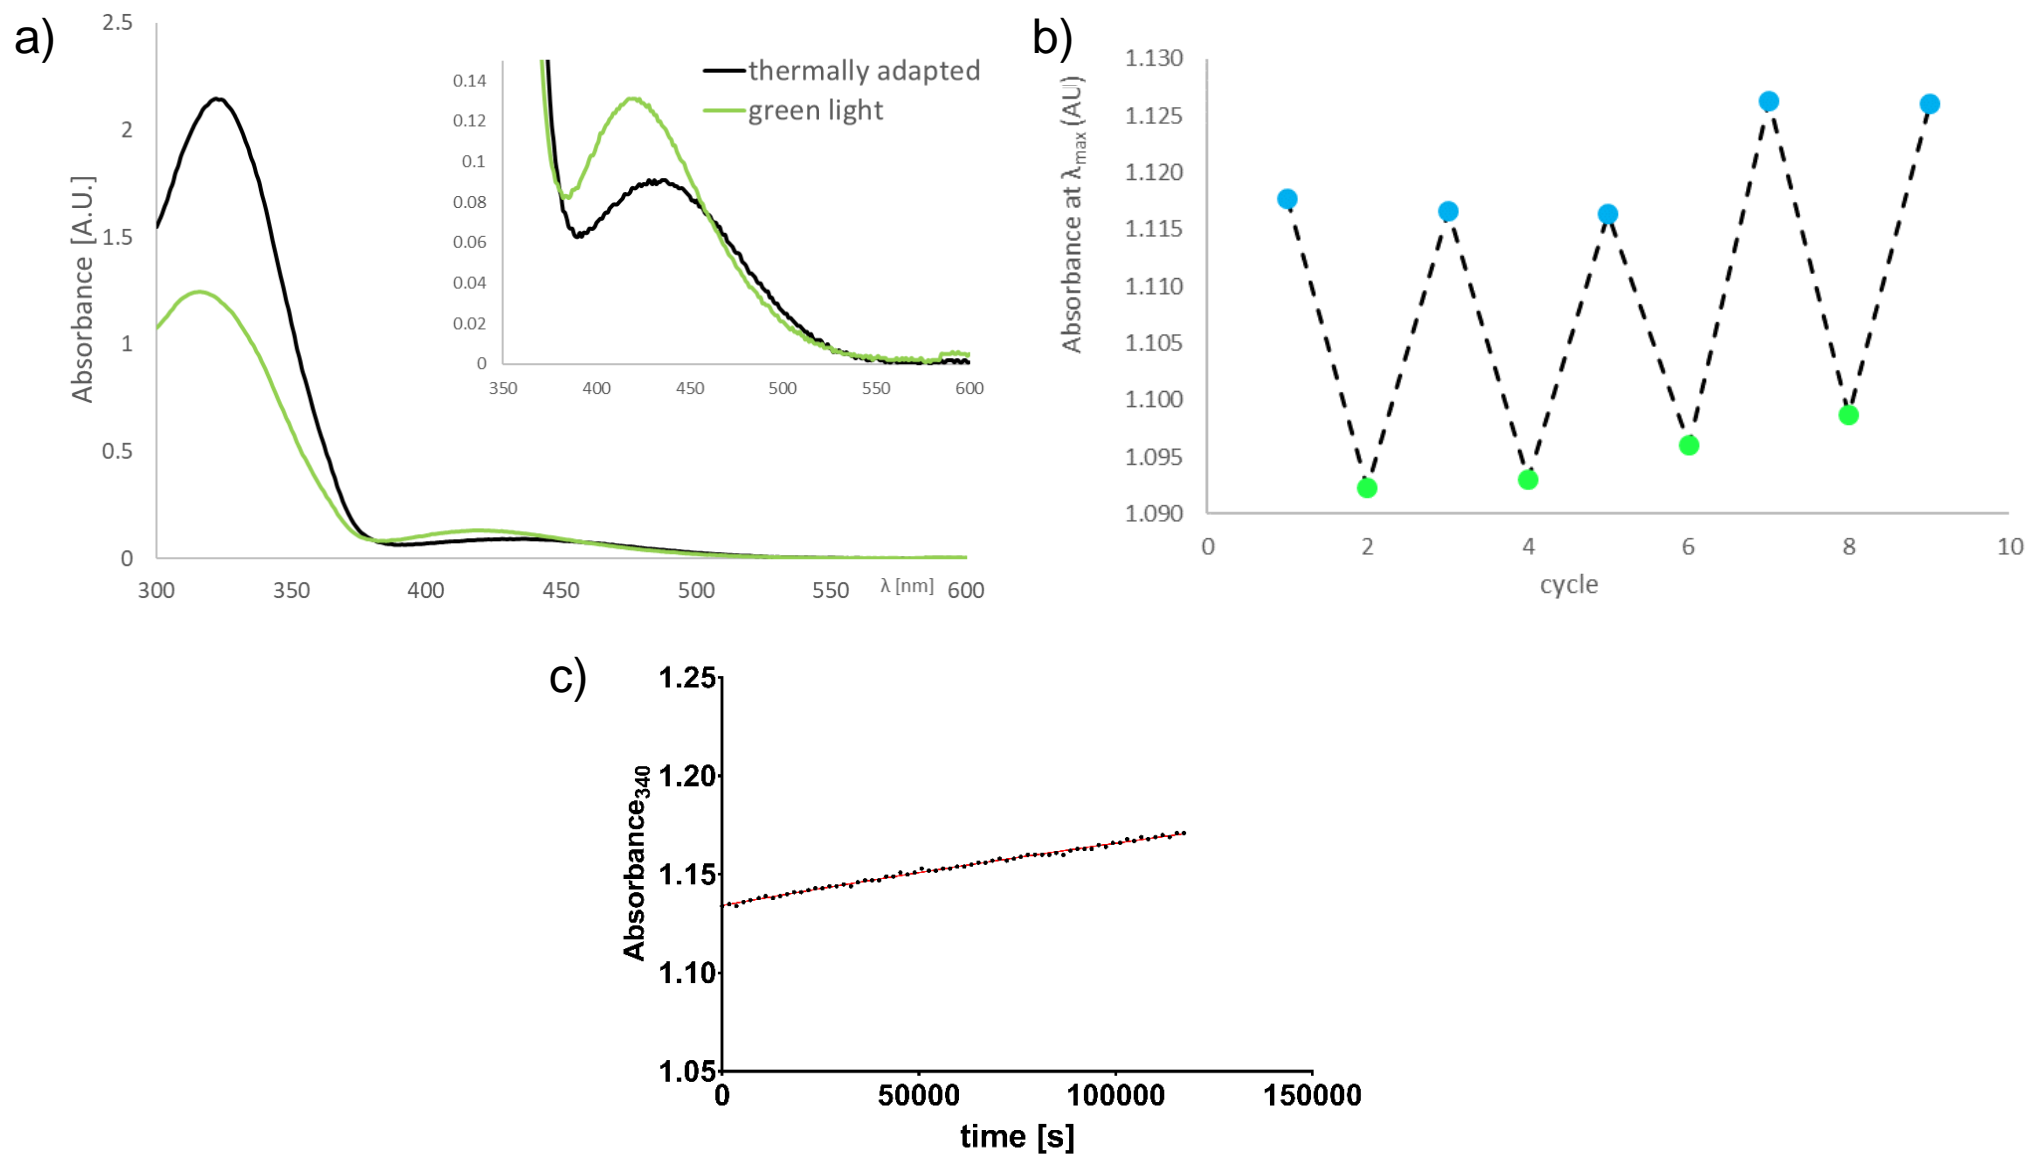 a)
2.5
2
1.5
1
0.5
0
Absorbance [A.U.]
300 350 400 450 500 550 λ [nm] 600
0.14
0.12
0.1
0.08
0.06
0.04
0.02
0
350 400 450 500 550 600
thermally adapted
green light
b)
1.130
1.125
1.120
1.115
1.110
1.105
1.100
1.095
1.090
Absorbance at λmax (AU)
0 2 4 6 8 10
cycle
c)
1.25
1.20
1.15
1.10
1.05
Absorbance340
0 50000 100000 150000
time [s]